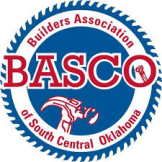 Builders Association
BASCO
of South Central Oklahoma